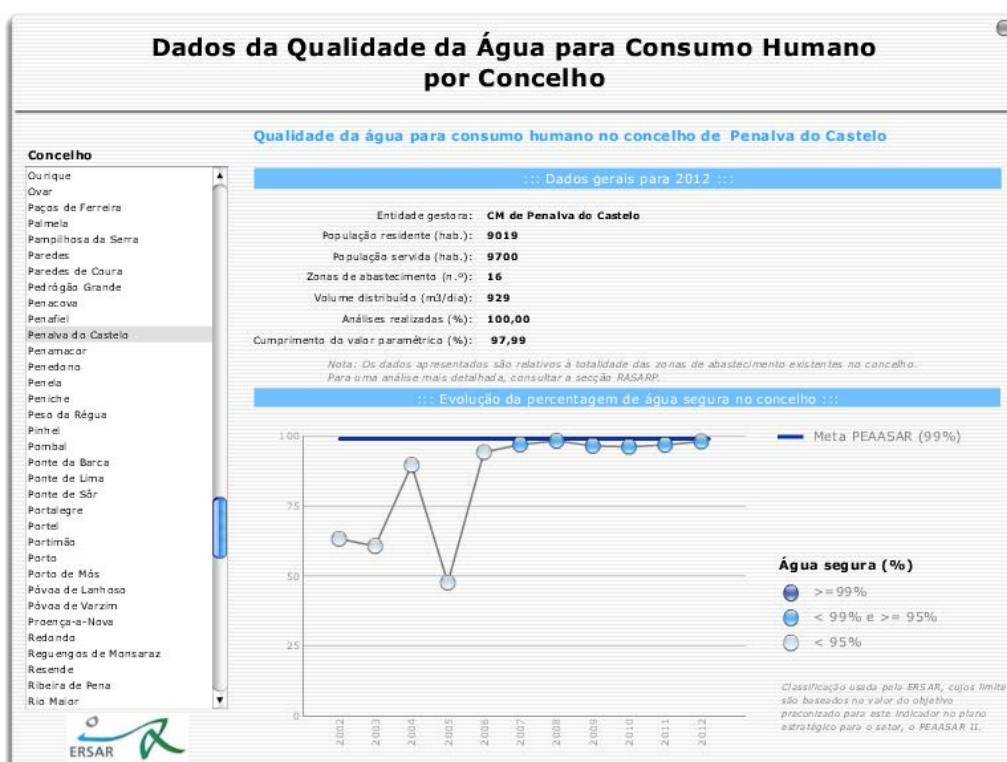 Dados da Qualidade da Água para Consumo Humano
por Concelho
Qualidade da água para consumo humano no concelho de Penalva do Castelo
Concelho
Ourique
Ovar
Paços de Ferreira
Palmela
Pampilhosa da Serra
Paredes
Paredes de Coura
Pedrógão Grande
Penacova
Penafiel
Penalva do Castelo
Penamacor
Penedono
Penela
Peniche
Peso da Régua
Pinhel
Pombal
Ponte da Barca
Ponte de Lima
Ponte de Sôr
Portalegre
Portel
Portimão
Porto
Porto de Mós
Póvoa de Lanhoso
Póvoa de Varzim
Proença-a-Nova
Redondo
Reguengos de Monsaraz
Resende
Ribeira de Pena
Rio Maior
ERSAR
::: Dados gerais para 2012 :::
Entidade gestora: CM de Penalva do Castelo
População residente (hab.): 9019
População servida (hab.): 9700
Zonas de abastecimento (n.º): 16
Volume distribuído (m3/dia): 929
Análises realizadas (%): 100,00
Cumprimento do valor paramétrico (%): 97,99
Nota: Os dados apresentados são relativos à totalidade das zonas de abastecimento existentes no concelho.
Para uma análise mais detalhada, consultar a secção RASARP.
::: Evolução da percentagem de água segura no concelho :::
100
75
50
25
0
2002
2003
2004
2005
2006
2007
2008
2009
2010
2011
2012
Meta PEAASAR (99%)
Água segura (%)
>=99%
< 99% e >= 95%
< 95%
Classificação usada pela ERSAR, cujos limite
são baseados no valor do objetivo
preconizado para este indicador no plano
estratégico para o setor, o PEAASAR II.